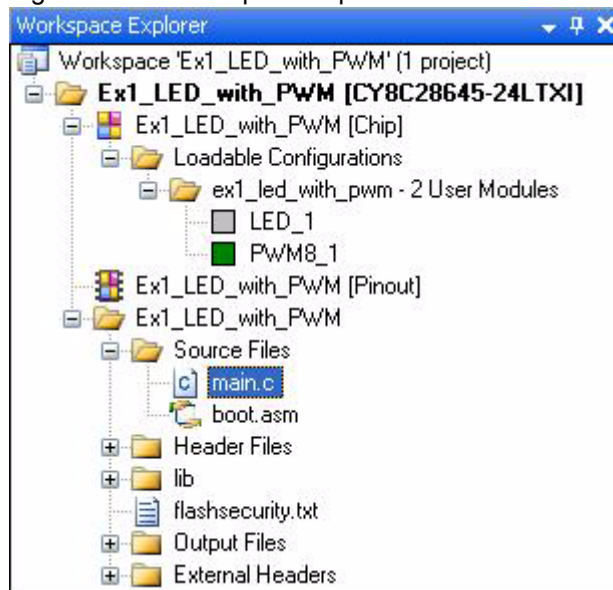 Workspace Explorer
Workspace 'Ex1_LED_with_PWM' (1 project)
Ex1_LED_with_PWM [CY8C28645-24LTXI]
Ex1_LED_with_PWM [Chip]
Loadable Configurations
ex1_led_with_pwm - 2 User Modules
LED_1
PWM8_1
Ex1_LED_with_PWM [Pinout]
Ex1_LED_with_PWM
Source Files
main.c
boot.asm
Header Files
lib
flashsecurity.txt
Output Files
External Headers